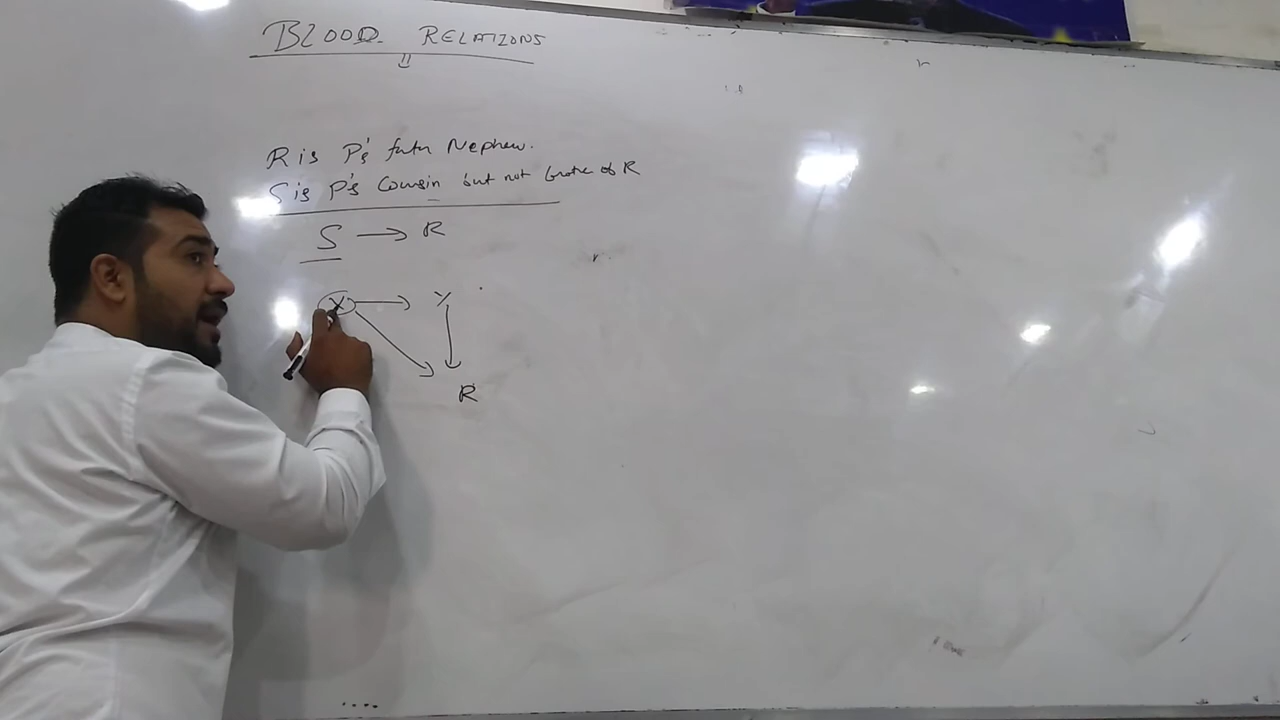 BLOOD RELATIONS
R is P's father Nephew.
S is P's Cousin but not brother of R
S → R
X → Y
R